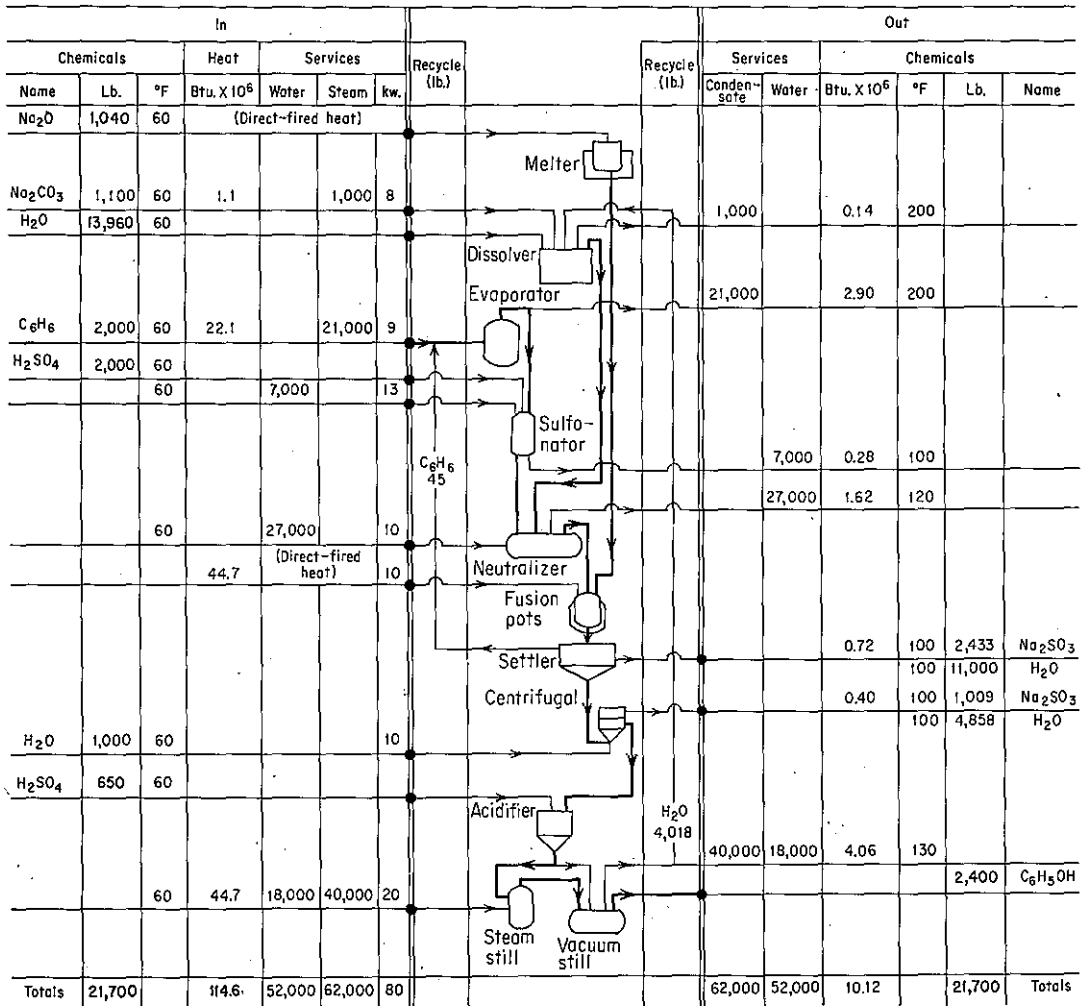 In
Out
Chemicals Heat Services Recycle (lb.)
Recycle (lb.) Services Chemicals
Name Lb. °F Btu. X 10⁶ Water Steam kw.
Conden-sate Water Btu. X 10⁶ °F Lb. Name
Na₂O 1,040 60 (Direct-fired heat)
Melter
Na₂CO₃ 1,100 60 1.1 1,000 8
1,000 0.14 200
H₂O 13,960 60
Dissolver
Evaporator
21,000 2.90 200
C₆H₆ 2,000 60 22.1 21,000 9
H₂SO₄ 2,000 60
60 7,000 13
Sulfo-
nator
C₆H₆
45
7,000 0.28 100
27,000 1.62 120
60 27,000 10
Neutralizer
(Direct-fired
heat)
44.7 10
Fusion
pots
Settler
0.72 100 2,433 Na₂SO₃
100 11,000 H₂O
Centrifugal
0.40 100 1,009 Na₂SO₃
100 4,858 H₂O
H₂O 1,000 60 10
H₂SO₄ 650 60
Acidifier
H₂O
4,018
40,000 18,000 4.06 130
2,400 C₆H₅OH
60 44.7 18,000 40,000 20
Steam
still
Vacuum
still
Totals 21,700 114.6 52,000 62,000 80
62,000 52,000 10.12 21,700 Totals